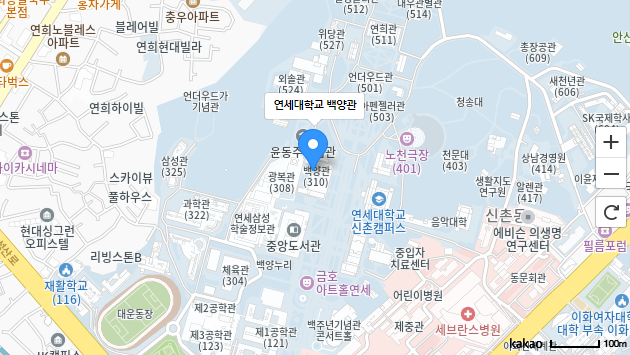 본점
홍자가게
충우아파트
블레어빌
연희노블레스
아파트
연희현대빌라
위당관
(527)
연희관
(511)
(512)
대우관별관
(514)
총장공관
(609)
새천년관
(606)
외솔관
(524)
언더우드관
(501)
언더우드가
기념관
연세대학교 백양관
아펜젤러관
(503)
청송대
SK국제학사
연희하이빌
노천극장
(401)
천문대
(403)
상남경영원
(414)
삼성관
(325)
스카이뷰
풀하우스
광복관
(308)
백양관
(310)
생활지도
연구원
알렌관
(417)
과학관
(322)
연세삼성
학술정보관
연세대학교
신촌캠퍼스
음악대학
신촌동
에비슨 의생명
연구센터
필름포럼
현대싱그런
오피스텔
중앙도서관
리빙스톤B
체육관
(304)
백양누리
중입자
치료센터
동문회관
재활학교
(116)
금호
아트홀연세
어린이병원
대운동장
제2공학관
제3공학관
(123)
제1공학관
(121)
백주년기념관
콘서트홀
제중관
세브란스병원
이화여자대학
대학 부속 이화
kakao
100m